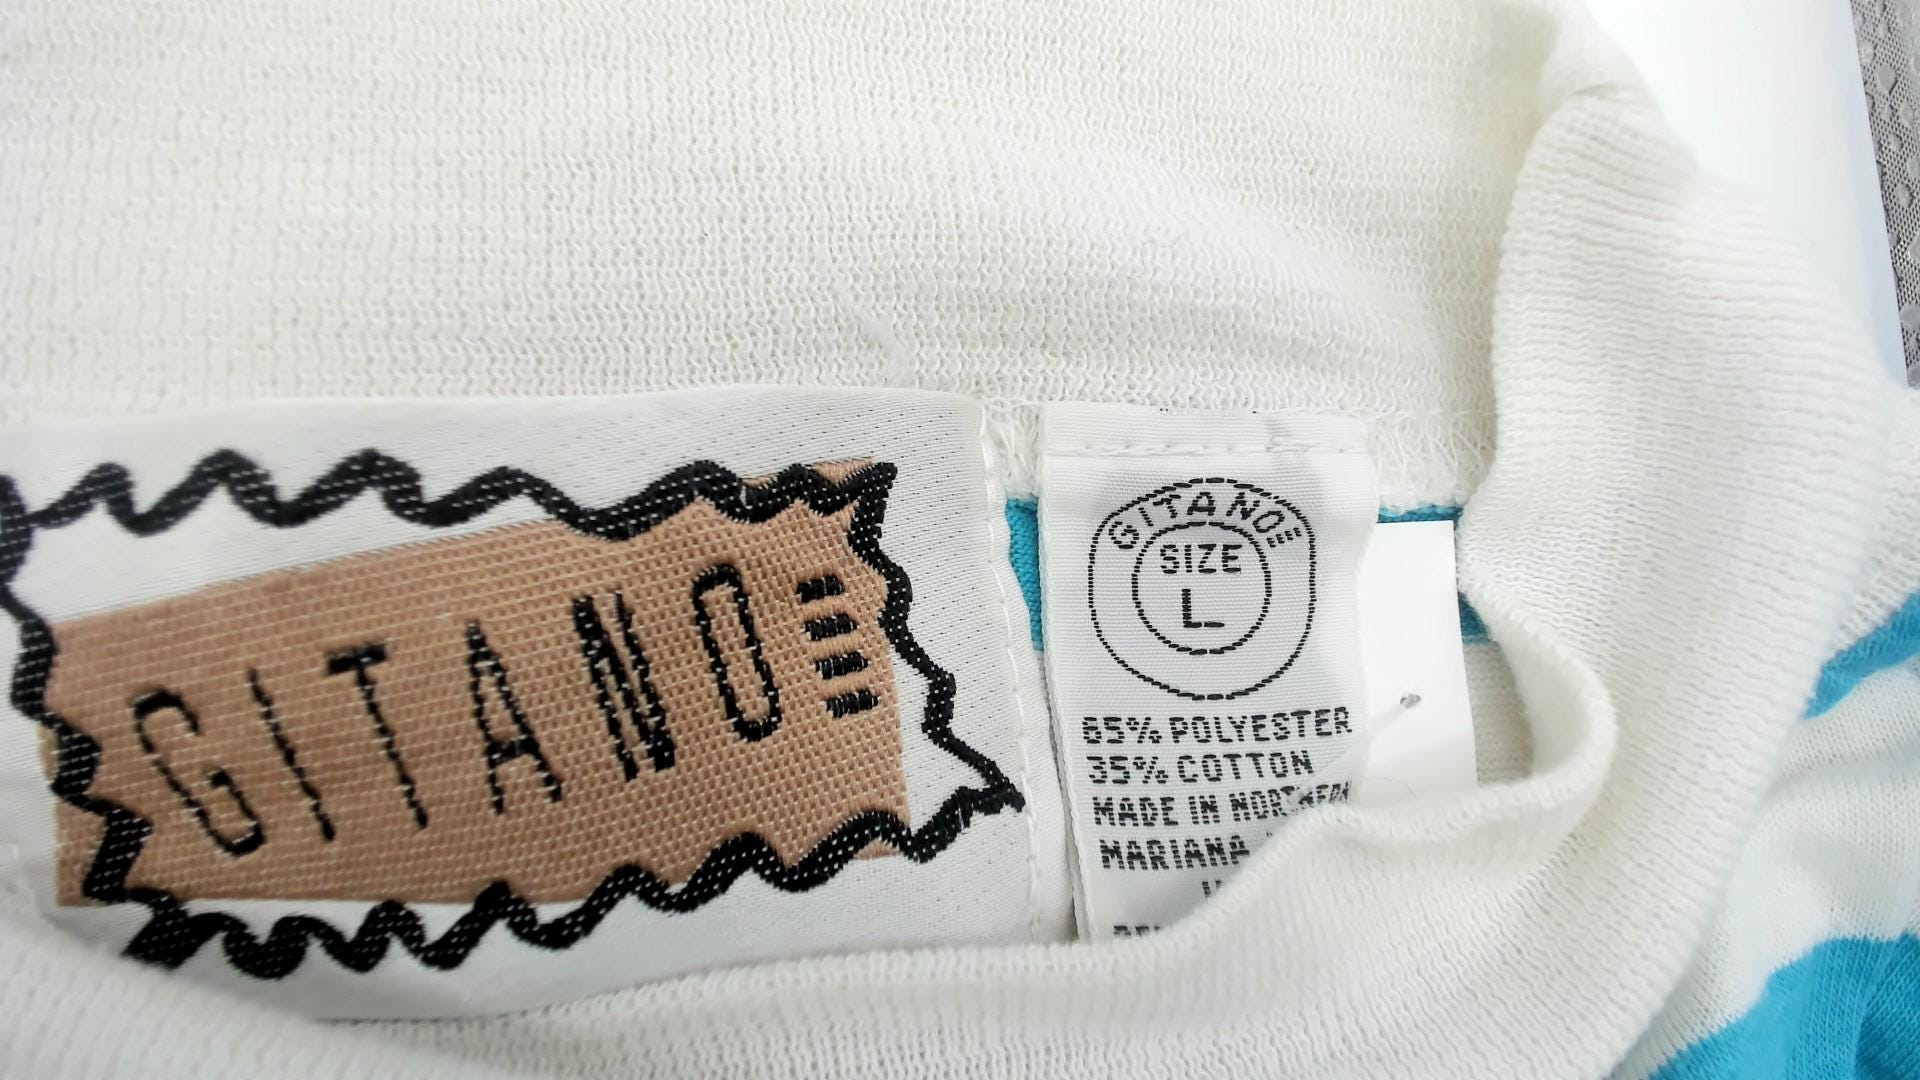 GITANO
GITANO
SIZE
L
65% POLYESTER
35% COTTON
MADE IN NORTHERN
MARIANA